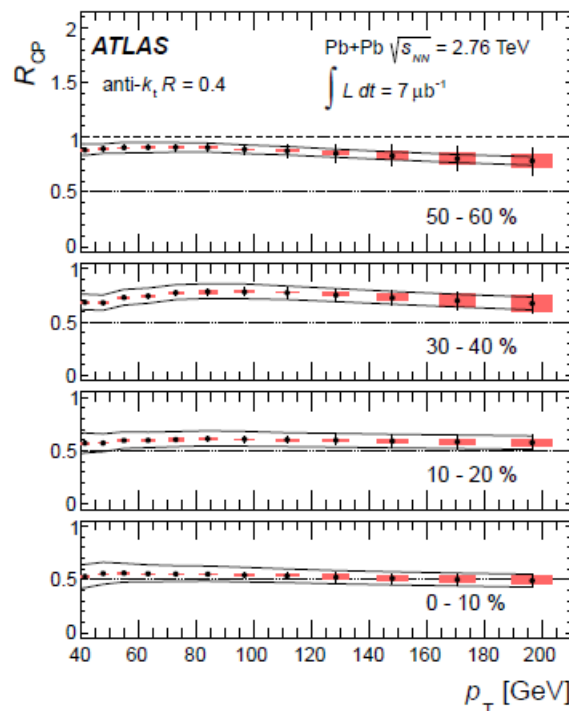 R_CP
2
1.5
1
0.5
0
ATLAS
anti-k_t R = 0.4
Pb+Pb √s_NN = 2.76 TeV
∫ L dt = 7 μb⁻¹
50 - 60 %
1
0.5
0
30 - 40 %
1
0.5
0
10 - 20 %
1
0.5
0
0 - 10 %
40 60 80 100 120 140 160 180 200
p_T [GeV]